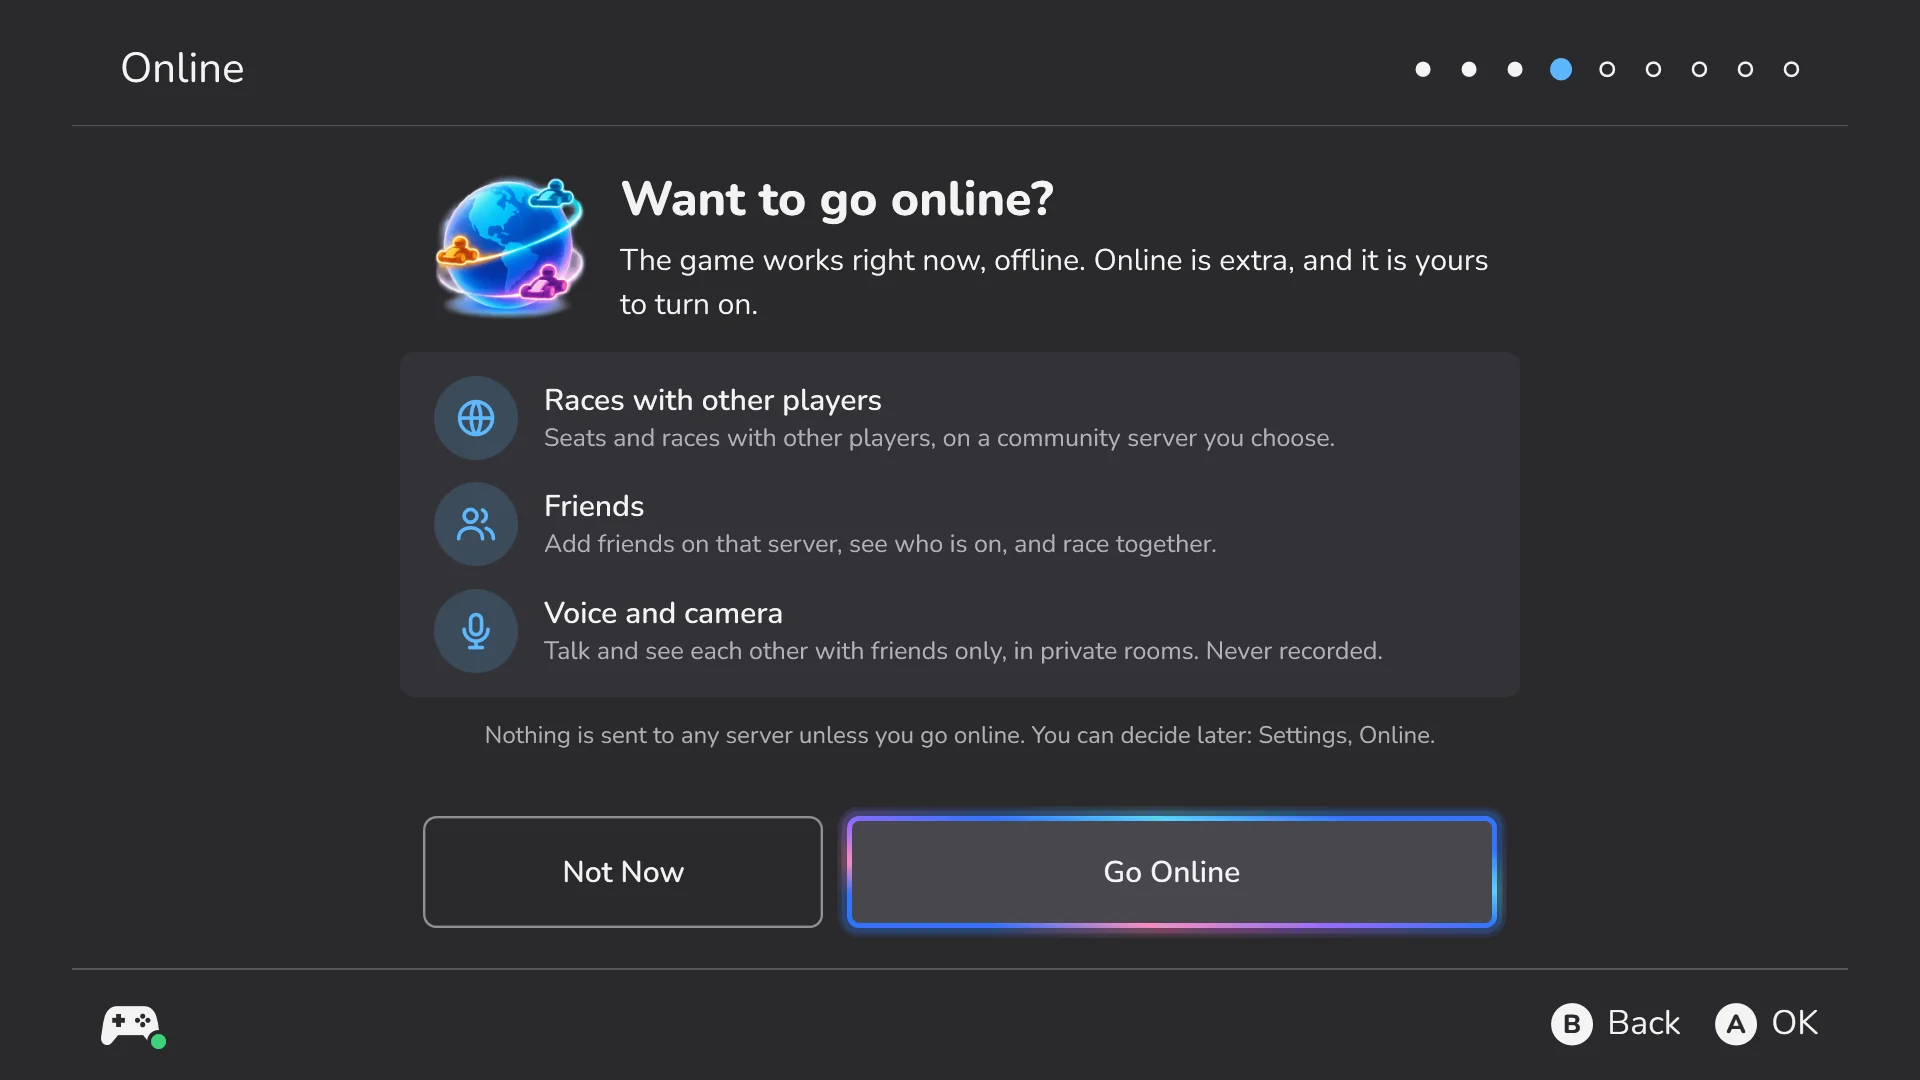 Online
Want to go online?
The game works right now, offline. Online is extra, and it is yours
to turn on.
Races with other players
Seats and races with other players, on a community server you choose.
Friends
Add friends on that server, see who is on, and race together.
Voice and camera
Talk and see each other with friends only, in private rooms. Never recorded.
Nothing is sent to any server unless you go online. You can decide later: Settings, Online.
Not Now
Go Online
B Back
A OK